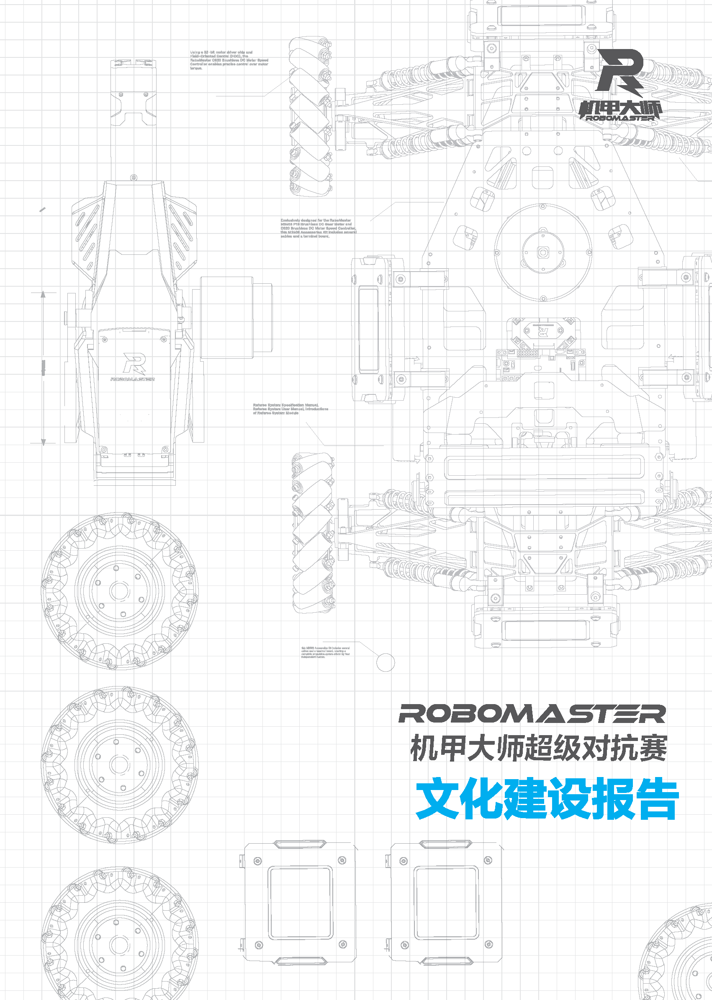 Using a 32-bit motor driver chip and
Field-Oriented Control (FOC), the
RoboMaster C620 Brushless DC Motor Speed
Controller enables precise control over motor
torque.
机甲大师
ROBOMASTER
Exclusively designed for the RoboMaster
M3508 P19 Brushless DC Gear Motor and
C620 Brushless DC Motor Speed Controller,
this M3508 Accessories Kit includes several
cables and a terminal board.
ROBOMASTER
Referee System Specification Manual,
Referee System User Manual, Introductions
of Referee System Module
this M3508 Accessories Kit includes several
cables and a terminal board, creating a
complete propulsion system driven by four
independent motors.
ROBOMASTER
机甲大师超级对抗赛
文化建设报告